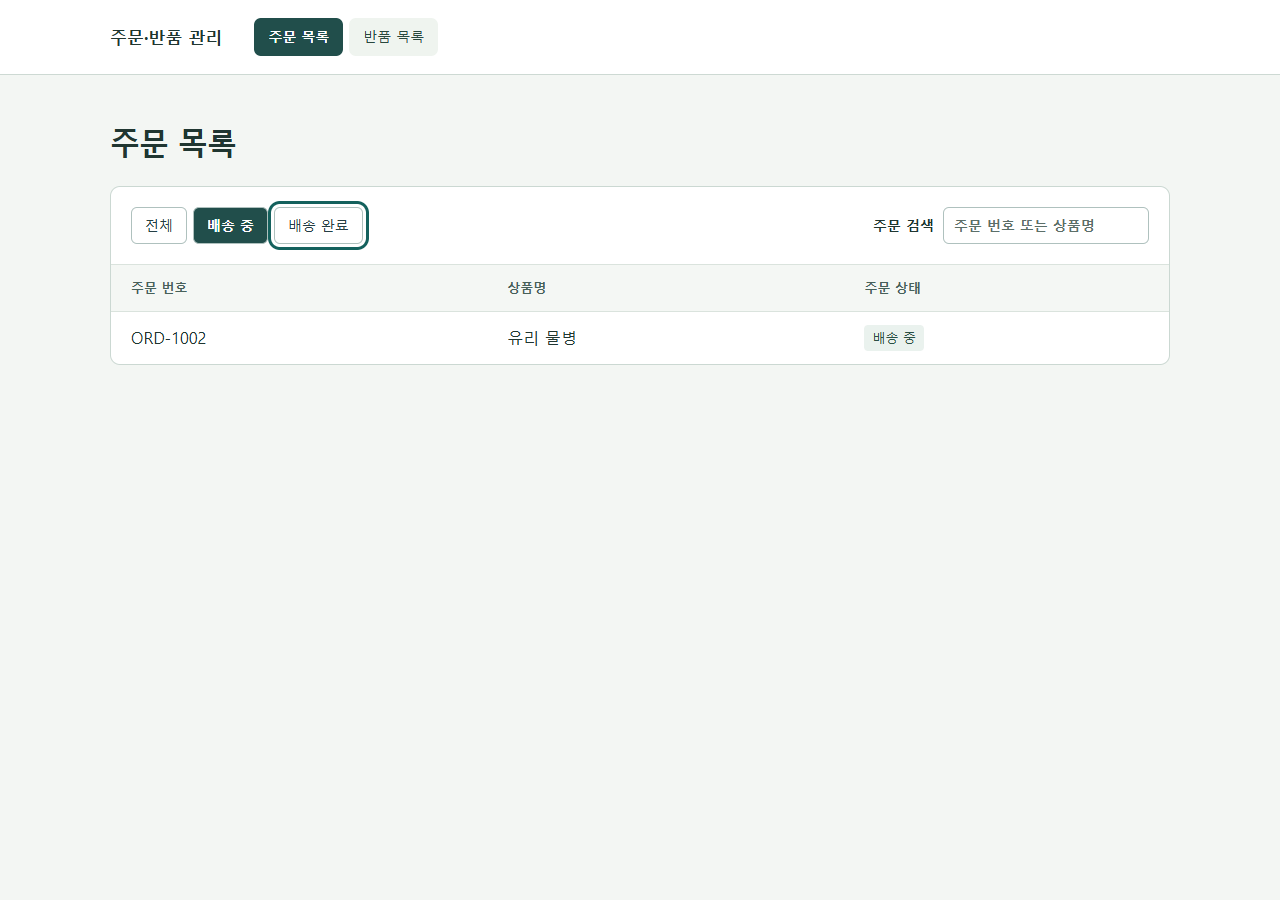 주문·반품 관리 주문 목록 반품 목록
주문 목록
전체 배송 중 배송 완료 주문 검색 주문 번호 또는 상품명
주문 번호 상품명 주문 상태
ORD-1002 유리 물병 배송 중